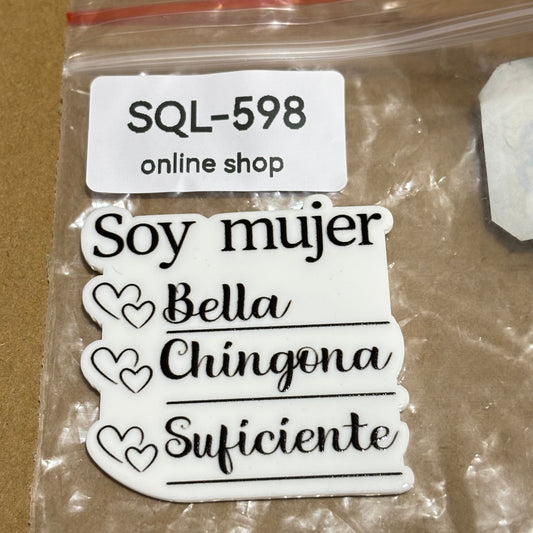 SQL-598
online shop
Soy mujer
Bella
Chingona
Suficiente